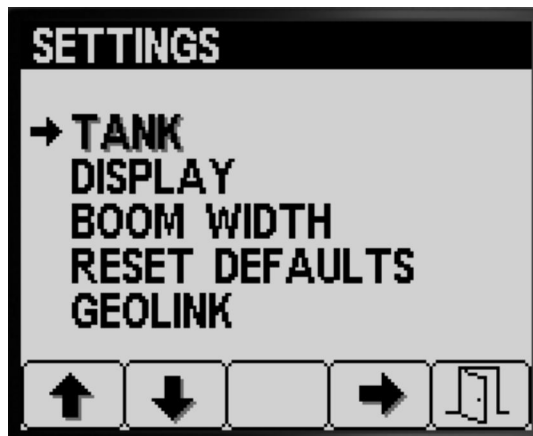 SETTINGS
TANK
DISPLAY
BOOM WIDTH
RESET DEFAULTS
GEOLINK